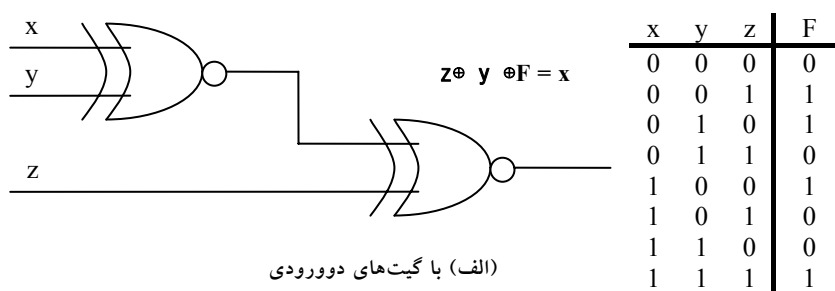 x
y
z
z⊕ y ⊕F = x
(الف) با گیت‌های دوورودی
x y z F
0 0 0 0
0 0 1 1
0 1 0 1
0 1 1 0
1 0 0 1
1 0 1 0
1 1 0 0
1 1 1 1